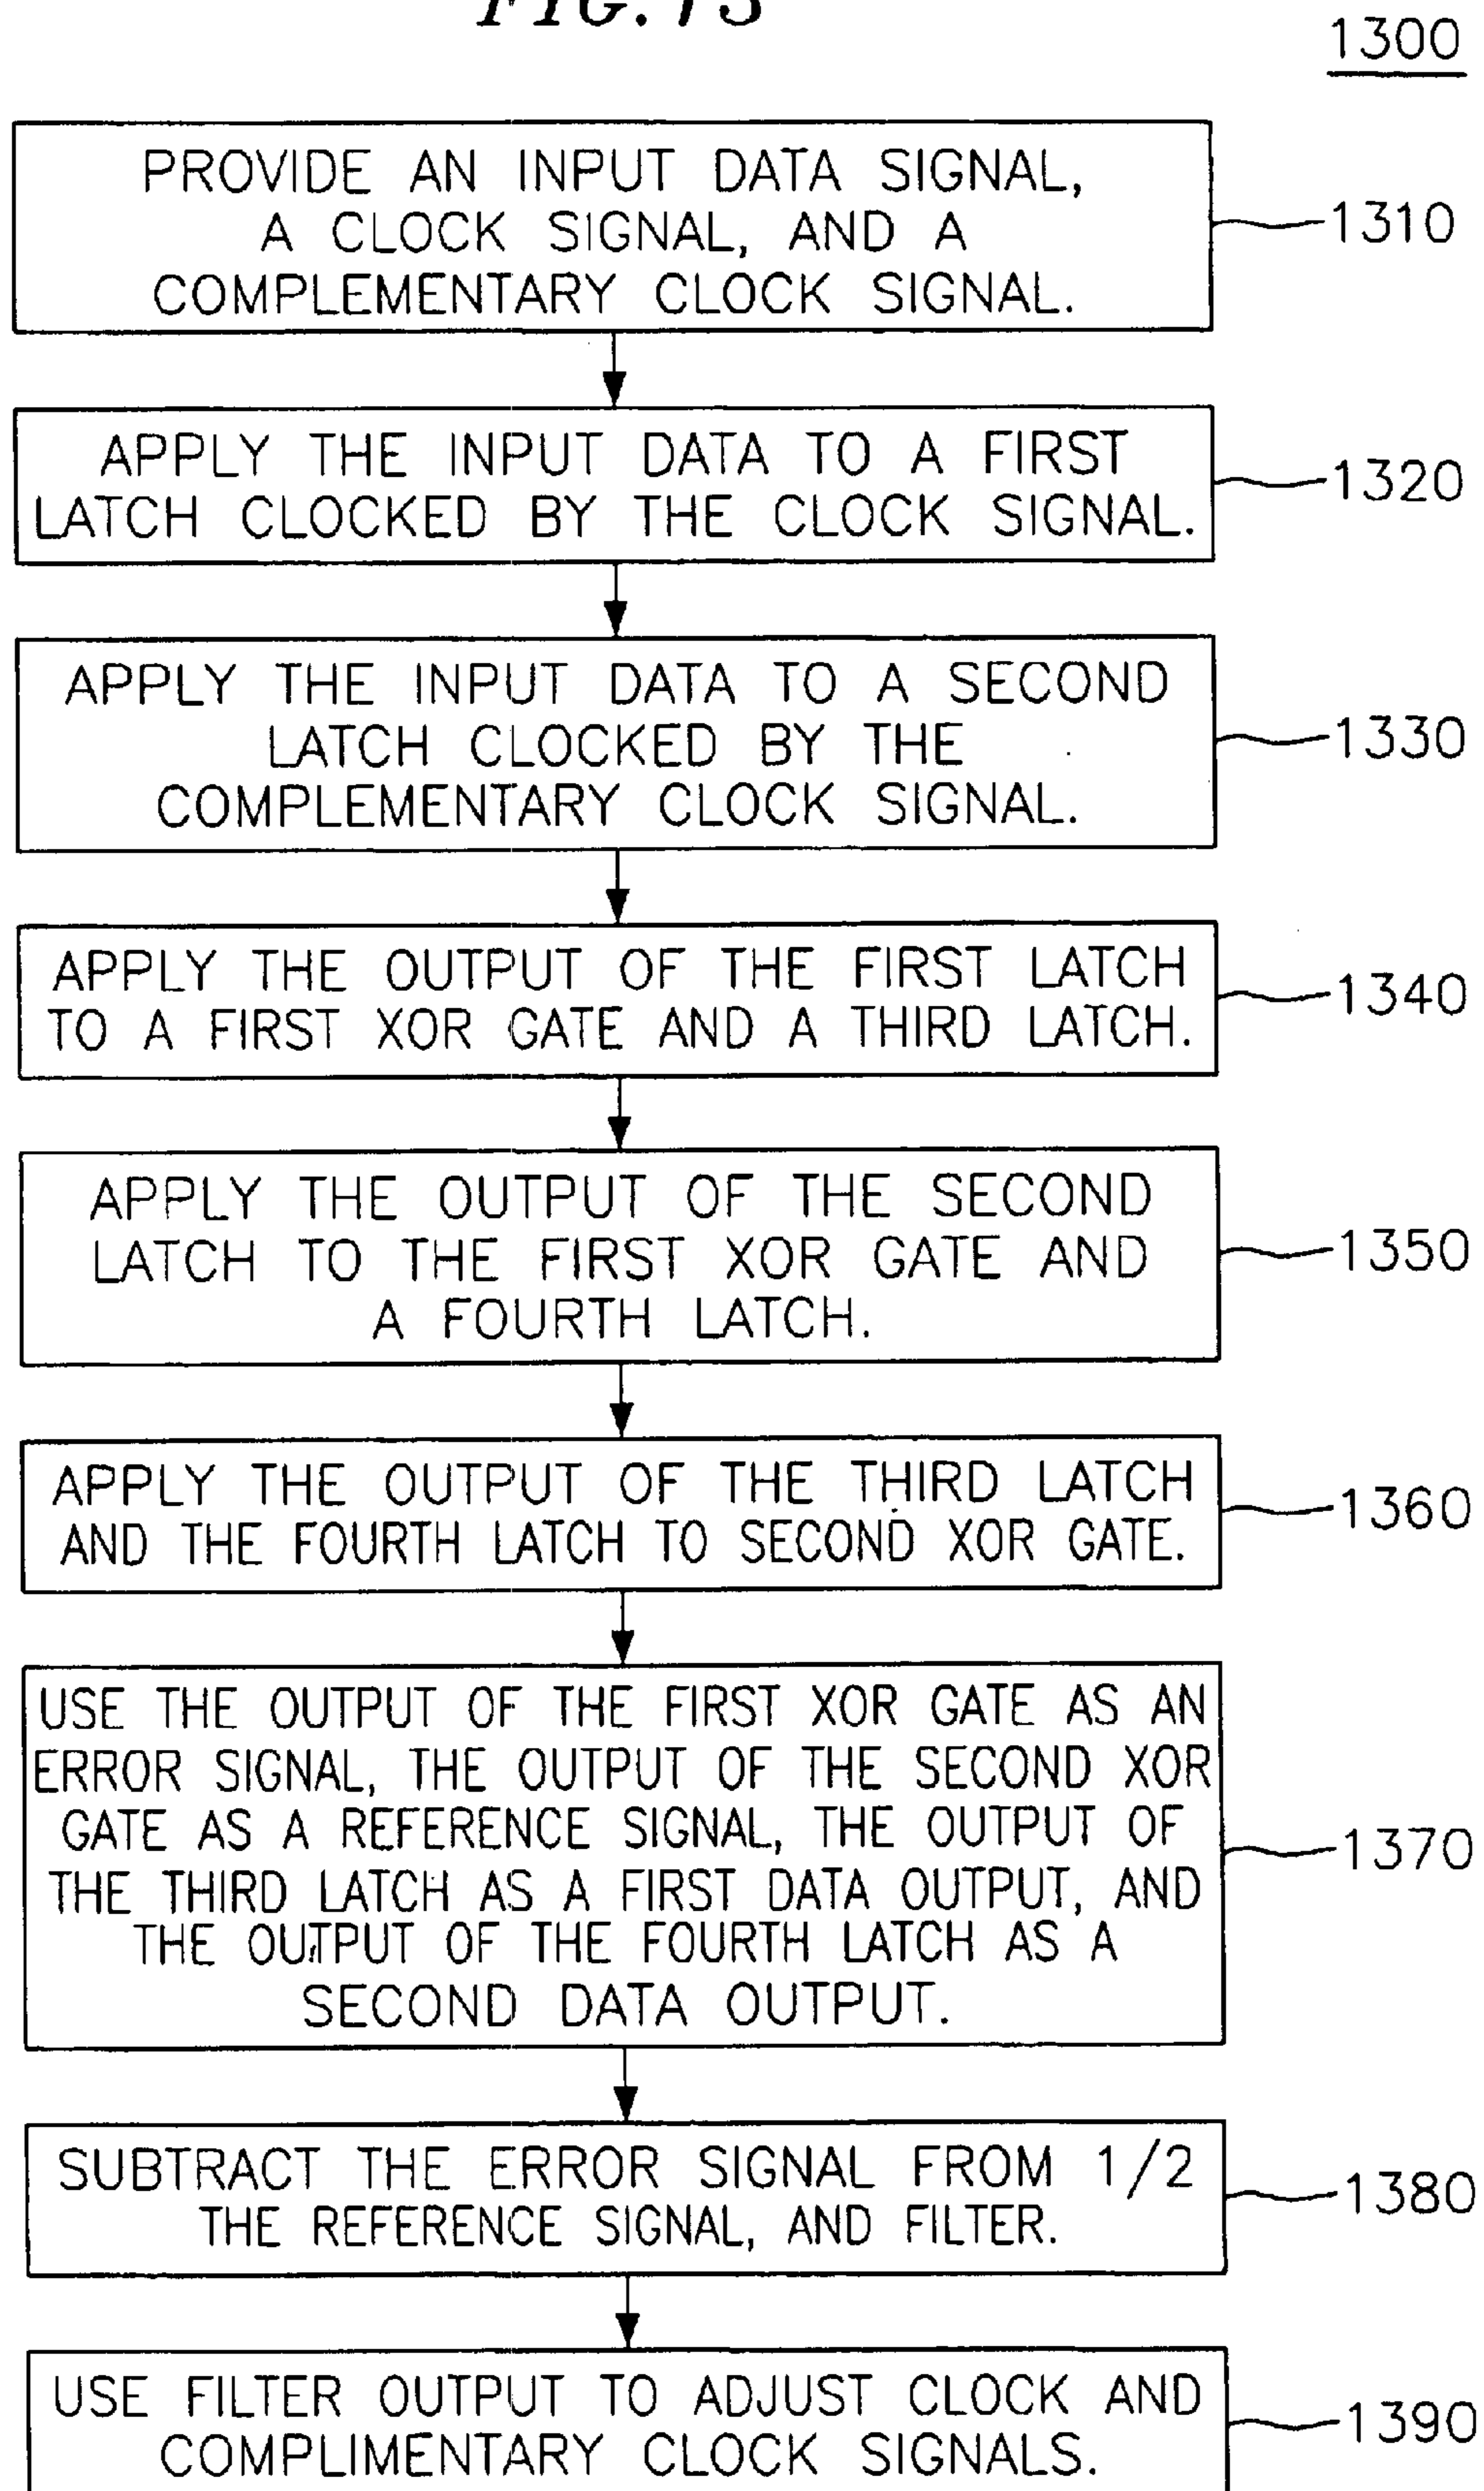 FIG. 13
1300
PROVIDE AN INPUT DATA SIGNAL,
A CLOCK SIGNAL, AND A
COMPLEMENTARY CLOCK SIGNAL.
1310
APPLY THE INPUT DATA TO A FIRST
LATCH CLOCKED BY THE CLOCK SIGNAL.
1320
APPLY THE INPUT DATA TO A SECOND
LATCH CLOCKED BY THE
COMPLEMENTARY CLOCK SIGNAL.
1330
APPLY THE OUTPUT OF THE FIRST LATCH
TO A FIRST XOR GATE AND A THIRD LATCH.
1340
APPLY THE OUTPUT OF THE SECOND
LATCH TO THE FIRST XOR GATE AND
A FOURTH LATCH.
1350
APPLY THE OUTPUT OF THE THIRD LATCH
AND THE FOURTH LATCH TO SECOND XOR GATE.
1360
USE THE OUTPUT OF THE FIRST XOR GATE AS AN
ERROR SIGNAL, THE OUTPUT OF THE SECOND XOR
GATE AS A REFERENCE SIGNAL, THE OUTPUT OF
THE THIRD LATCH AS A FIRST DATA OUTPUT, AND
THE OUTPUT OF THE FOURTH LATCH AS A
SECOND DATA OUTPUT.
1370
SUBTRACT THE ERROR SIGNAL FROM 1/2
THE REFERENCE SIGNAL, AND FILTER.
1380
USE FILTER OUTPUT TO ADJUST CLOCK AND
COMPLIMENTARY CLOCK SIGNALS.
1390